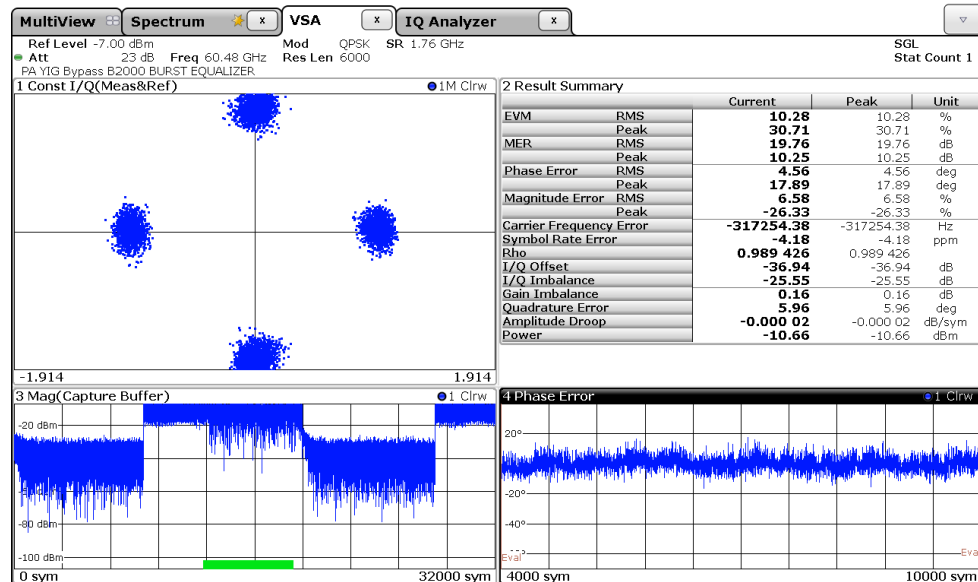 MultiView Spectrum x VSA x IQ Analyzer x
Ref Level -7.00 dBm Mod QPSK SR 1.76 GHz SGL
Att 23 dB Freq 60.48 GHz Res Len 6000 Stat Count 1
PA YIG Bypass B2000 BURST EQUALIZER
1 Const I/Q(Meas&Ref) 1M Clrw
-1.914 1.914
2 Result Summary
Current Peak Unit
EVM RMS 10.28 10.28 %
Peak 30.71 30.71 %
MER RMS 19.76 19.76 dB
Peak 10.25 10.25 dB
Phase Error RMS 4.56 4.56 deg
Peak 17.89 17.89 deg
Magnitude Error RMS 6.58 6.58 %
Peak -26.33 -26.33 %
Carrier Frequency Error -317254.38 -317254.38 Hz
Symbol Rate Error -4.18 -4.18 ppm
Rho 0.989 426 0.989 426
I/Q Offset -36.94 -36.94 dB
I/Q Imbalance -25.55 -25.55 dB
Gain Imbalance 0.16 0.16 dB
Quadrature Error 5.96 5.96 deg
Amplitude Droop -0.000 02 -0.000 02 dB/sym
Power -10.66 -10.66 dBm
3 Mag(Capture Buffer) 1 Clrw
-20 dBm
-80 dBm
-100 dBm
0 sym 32000 sym
4 Phase Error 1 Clrw
20°
-20°
-40°
Eval Eva
4000 sym 10000 sym